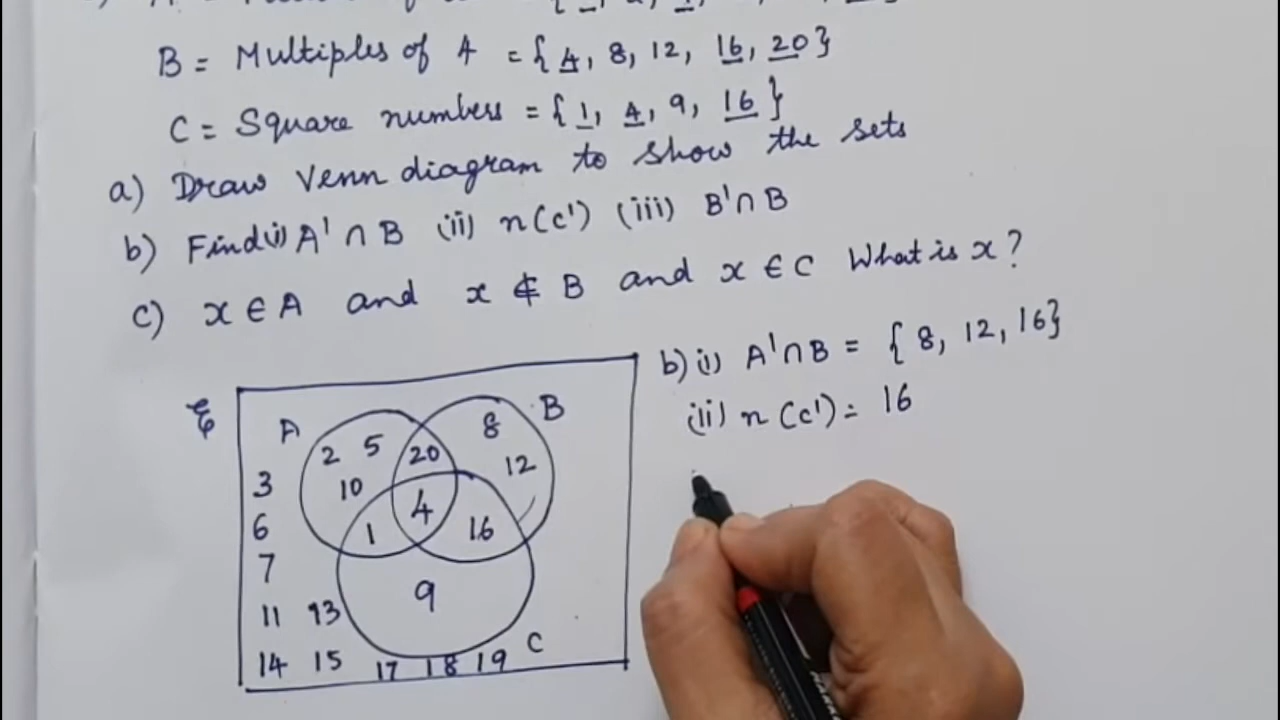 B = Multiples of 4 = {4, 8, 12, 16, 20}
C = Square numbers = {1, 4, 9, 16}
a) Draw Venn diagram to show the sets
b) Find (i) A' ∩ B (ii) n(c') (iii) B' ∩ B
c) x ∈ A and x ∉ B and x ∈ C What is x?
b) (i) A' ∩ B = {8, 12, 16}
(ii) n (c') = 16
ξ
A B
2 5 20 8
3 10 12
6 1 4 16
7 9
11 13
C
14 15 17 18 19